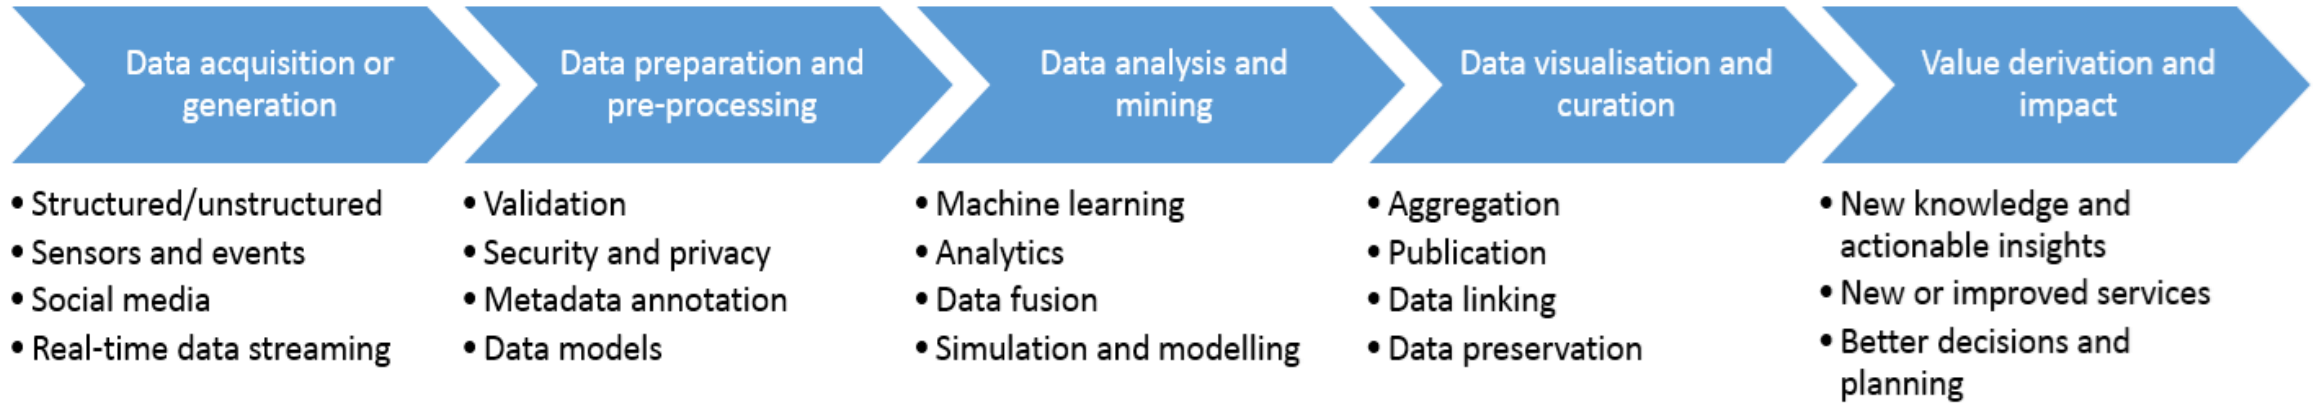 Data acquisition or
generation
• Structured/unstructured
• Sensors and events
• Social media
• Real-time data streaming
Data preparation and
pre-processing
• Validation
• Security and privacy
• Metadata annotation
• Data models
Data analysis and
mining
• Machine learning
• Analytics
• Data fusion
• Simulation and modelling
Data visualisation and
curation
• Aggregation
• Publication
• Data linking
• Data preservation
Value derivation and
impact
• New knowledge and
actionable insights
• New or improved services
• Better decisions and
planning